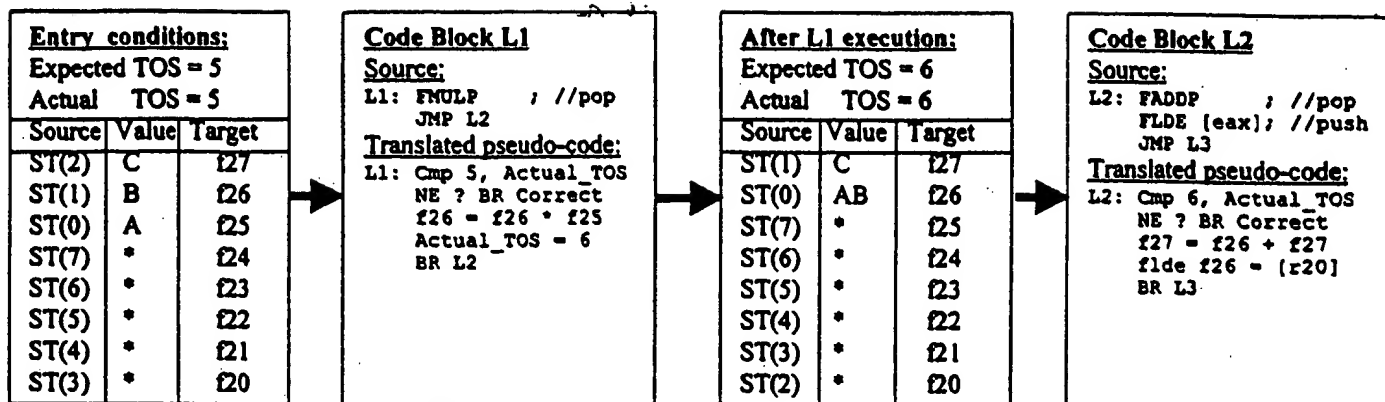 Entry conditions:
Expected TOS = 5
Actual TOS = 5
Source Value Target
ST(2) C f27
ST(1) B f26
ST(0) A f25
ST(7) * f24
ST(6) * f23
ST(5) * f22
ST(4) * f21
ST(3) * f20
Code Block L1
Source:
L1: FMULP ; //pop
JMP L2
Translated pseudo-code:
L1: Cmp 5, Actual_TOS
NE ? BR Correct
f26 = f26 * f25
Actual_TOS = 6
BR L2
After L1 execution:
Expected TOS = 6
Actual TOS = 6
Source Value Target
ST(1) C f27
ST(0) AB f26
ST(7) * f25
ST(6) * f24
ST(5) * f23
ST(4) * f22
ST(3) * f21
ST(2) * f20
Code Block L2
Source:
L2: FADDP ; //pop
FLDE [eax]; //push
JMP L3
Translated pseudo-code:
L2: Cmp 6, Actual_TOS
NE ? BR Correct
f27 = f26 + f27
flde f26 = [r20]
BR L3